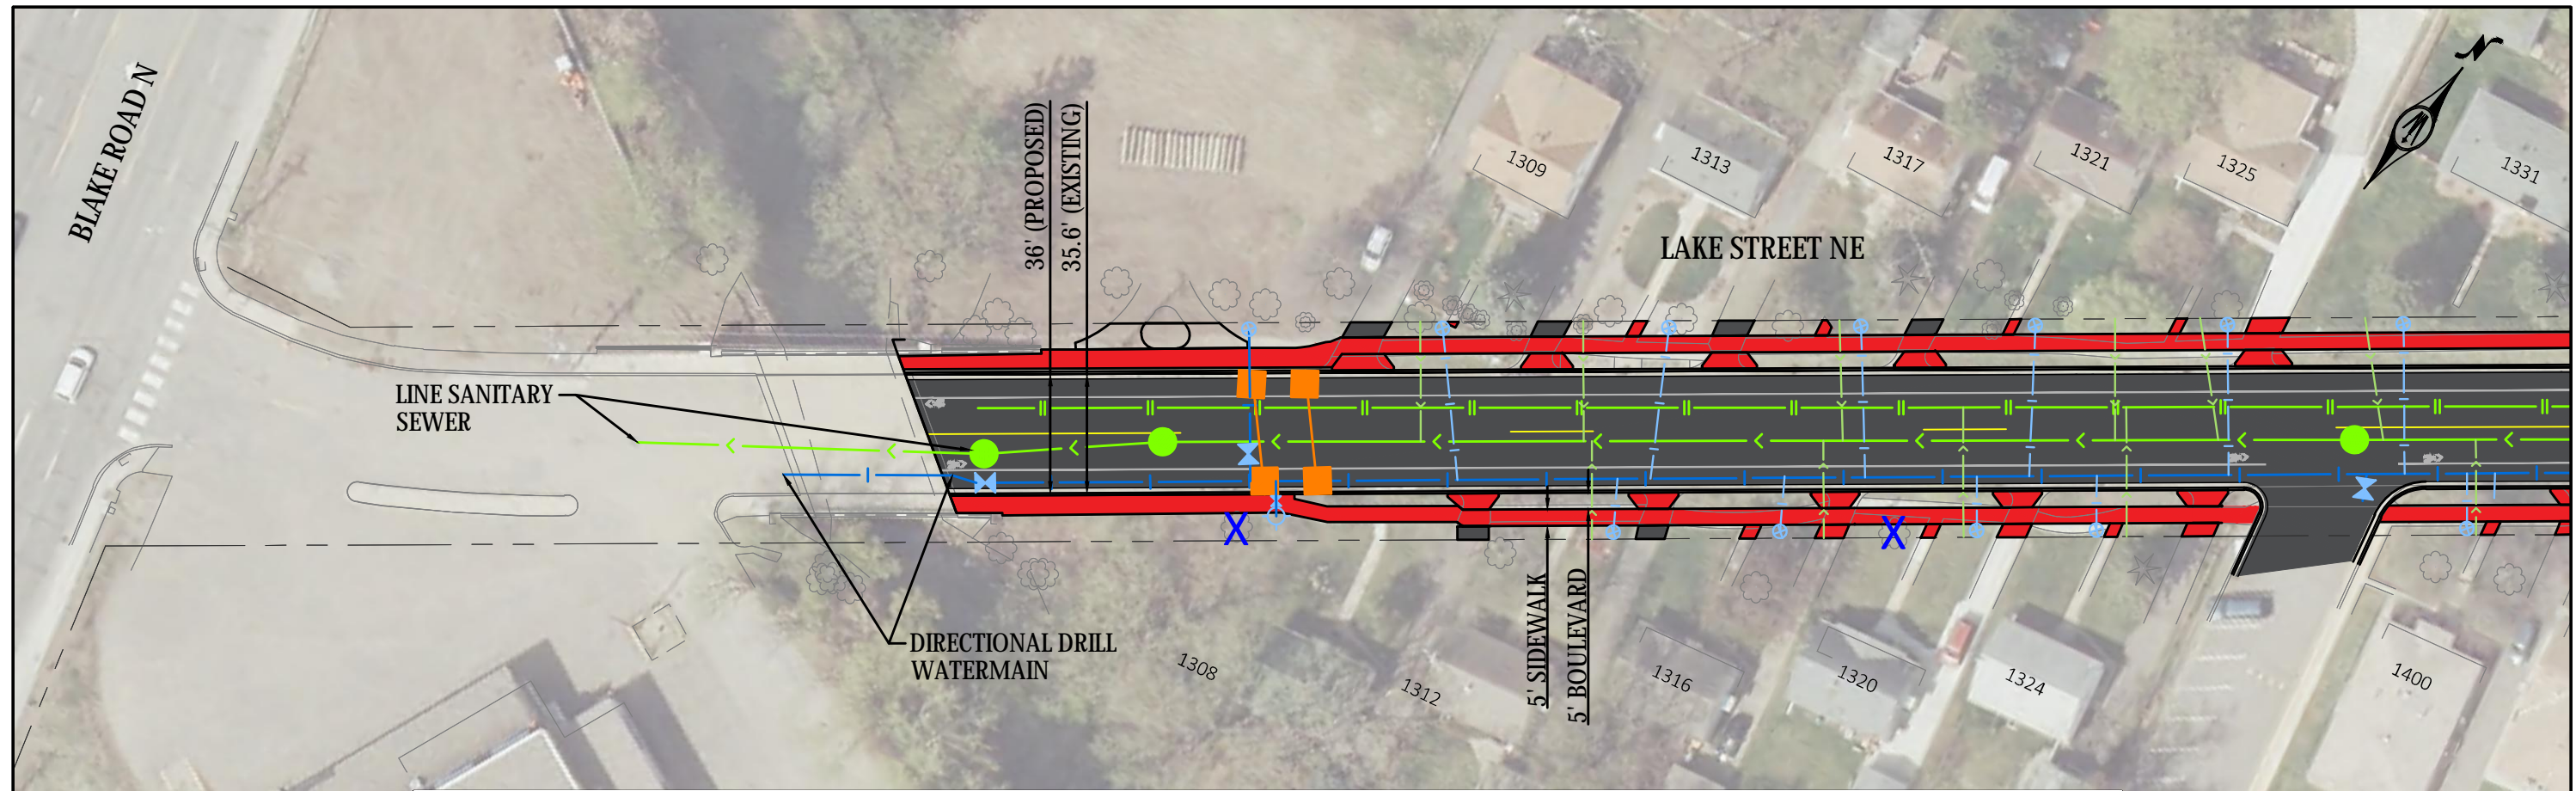 BLAKE ROAD N
36' (PROPOSED)
35.6' (EXISTING)
N
1309
1313
1317
1321
1325
1331
LAKE STREET NE
LINE SANITARY
SEWER
DIRECTIONAL DRILL
WATERMAIN
5' SIDEWALK
5' BOULEVARD
X
X
1308
1312
1316
1320
1324
1400